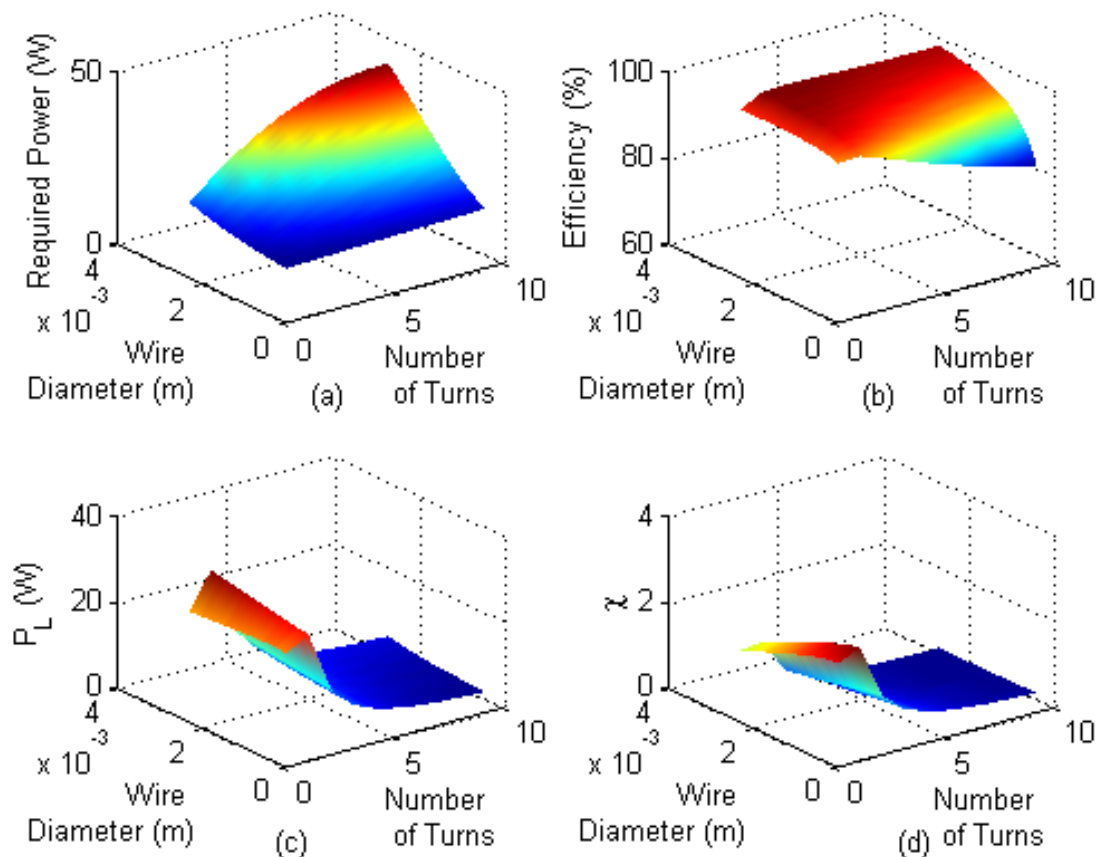 Required Power (W)
50
0
4
2
0
x 10-3
Wire
Diameter (m)
0
5
10
Number
of Turns
(a)
Efficiency (%)
100
80
60
4
2
0
x 10-3
Wire
Diameter (m)
0
5
10
Number
of Turns
(b)
PL (W)
40
20
0
4
2
0
x 10-3
Wire
Diameter (m)
0
5
10
Number
of Turns
(c)
χ
4
2
0
4
2
0
x 10-3
Wire
Diameter (m)
0
5
10
Number
of Turns
(d)